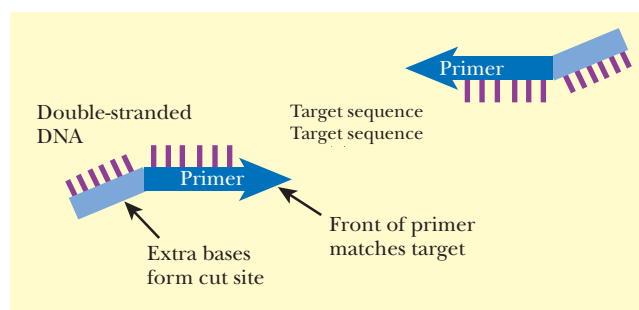 Primer
Double-stranded
DNA
Target sequence
Target sequence
Primer
Front of primer
matches target
Extra bases
form cut site